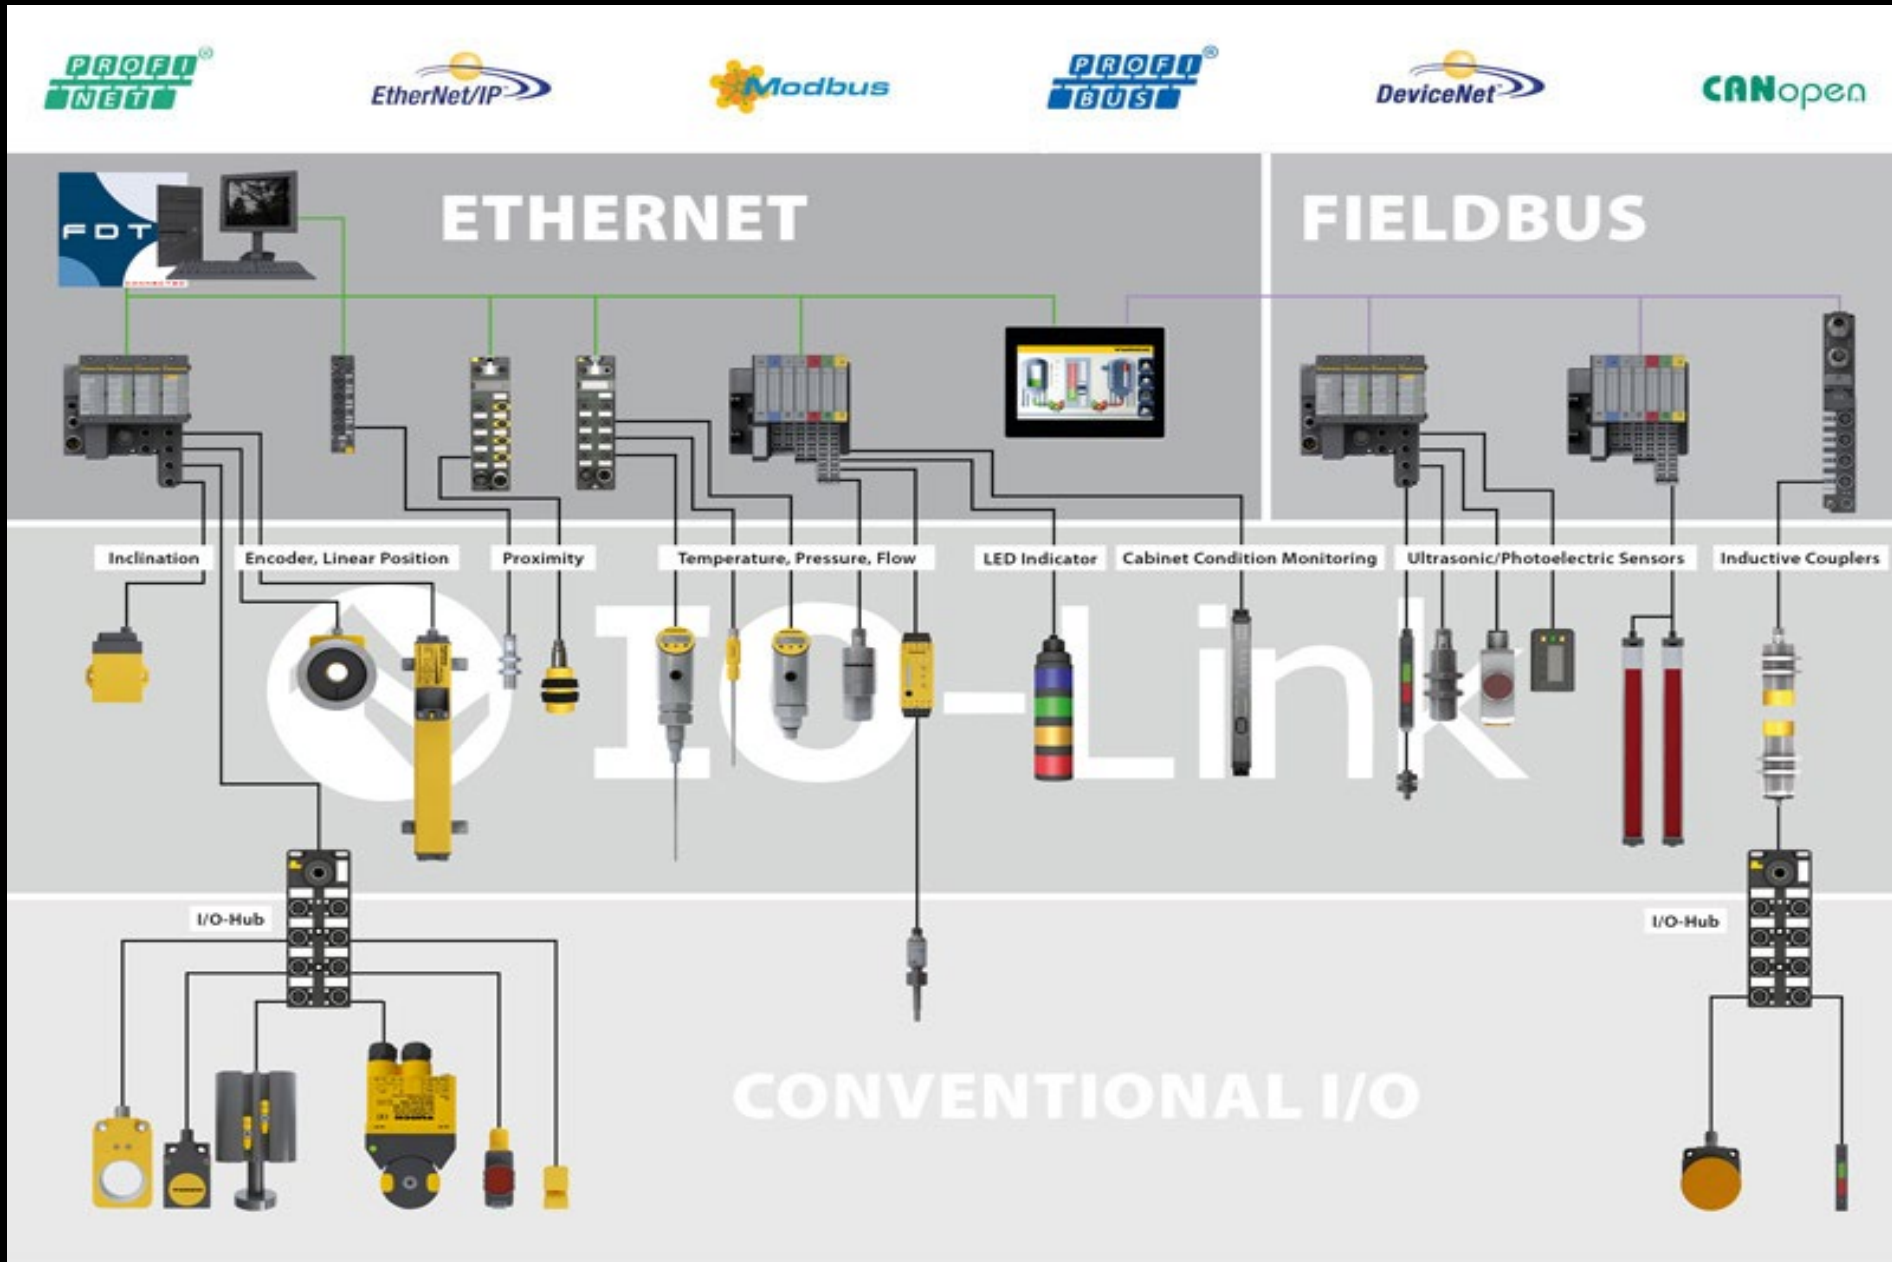 PROFI®
NET
EtherNet/IP
Modbus
PROFI®
BUS
DeviceNet
CANopen
FDT
ETHERNET
FIELDBUS
Inclination
Encoder, Linear Position
Proximity
Temperature, Pressure, Flow
LED Indicator
Cabinet Condition Monitoring
Ultrasonic/Photoelectric Sensors
Inductive Couplers
IO-Link
I/O-Hub
I/O-Hub
CONVENTIONAL I/O